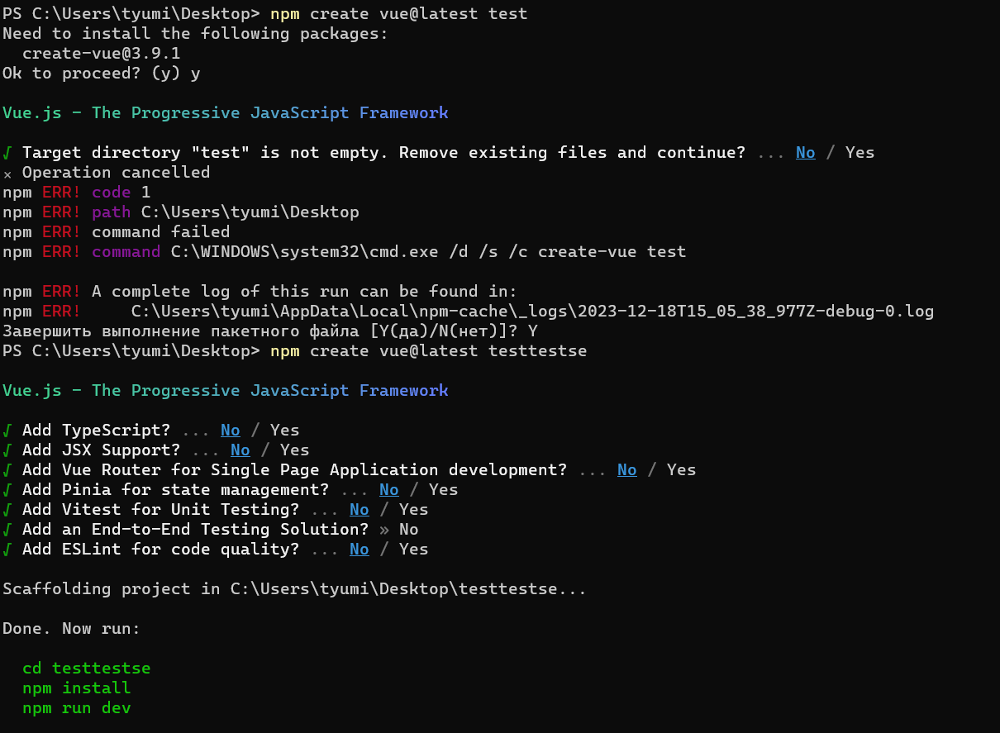 PS C:\Users\tyumi\Desktop> npm create vue@latest test
Need to install the following packages:
  create-vue@3.9.1
Ok to proceed? (y) y

Vue.js - The Progressive JavaScript Framework

√ Target directory "test" is not empty. Remove existing files and continue? ... No / Yes
× Operation cancelled
npm ERR! code 1
npm ERR! path C:\Users\tyumi\Desktop
npm ERR! command failed
npm ERR! command C:\WINDOWS\system32\cmd.exe /d /s /c create-vue test

npm ERR! A complete log of this run can be found in:
npm ERR!     C:\Users\tyumi\AppData\Local\npm-cache\_logs\2023-12-18T15_05_38_977Z-debug-0.log
Завершить выполнение пакетного файла [Y(да)/N(нет)]? Y
PS C:\Users\tyumi\Desktop> npm create vue@latest testtestse

Vue.js - The Progressive JavaScript Framework

√ Add TypeScript? ... No / Yes
√ Add JSX Support? ... No / Yes
√ Add Vue Router for Single Page Application development? ... No / Yes
√ Add Pinia for state management? ... No / Yes
√ Add Vitest for Unit Testing? ... No / Yes
√ Add an End-to-End Testing Solution? » No
√ Add ESLint for code quality? ... No / Yes

Scaffolding project in C:\Users\tyumi\Desktop\testtestse...

Done. Now run:

  cd testtestse
  npm install
  npm run dev